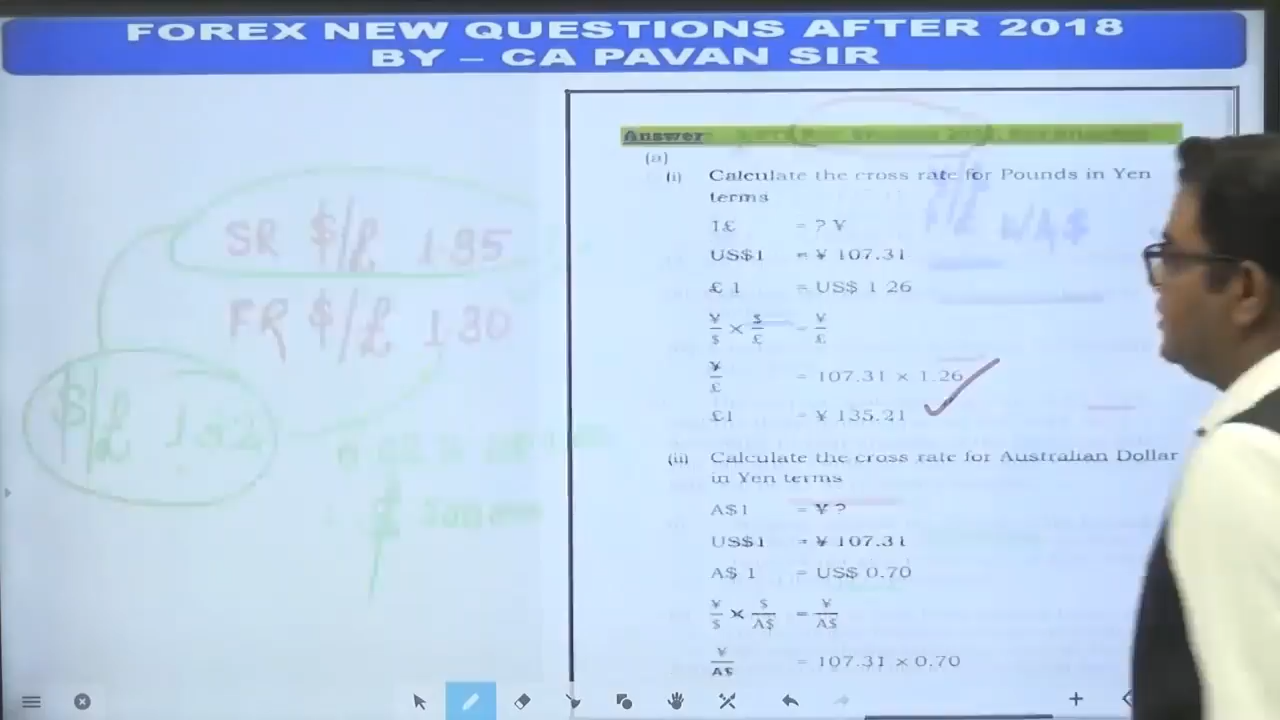 FOREX NEW QUESTIONS AFTER 2018
BY – CA PAVAN SIR
SR $/£ 1.95
FR $/£ 1.30
$/£ 1.32
Answer
(a)
(i) Calculate the cross rate for Pounds in Yen
terms
1£ = ? ¥
US$1 = ¥ 107.31
£ 1 = US$ 1.26
¥/$ × $/£ = ¥/£
¥/£ = 107.31 × 1.26
£1 = ¥ 135.21
(ii) Calculate the cross rate for Australian Dollar
in Yen terms
A$1 = ¥ ?
US$1 = ¥ 107.31
A$ 1 = US$ 0.70
¥/$ × $/A$ = ¥/A$
¥/A$ = 107.31 × 0.70